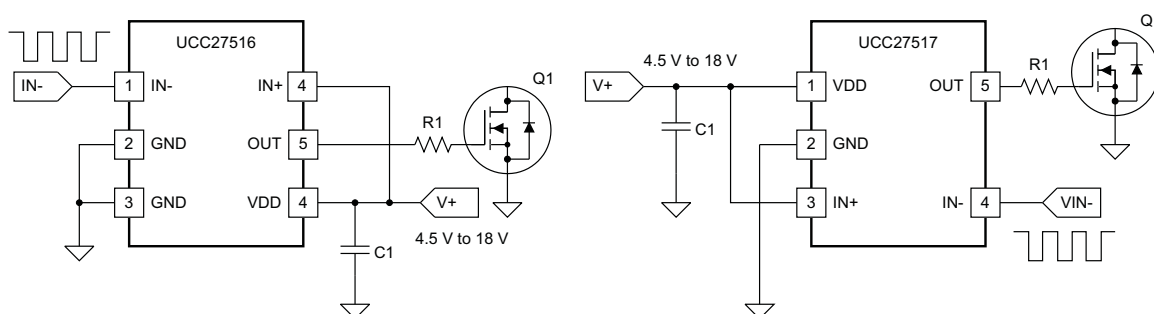 UCC27516
IN-
1
IN-
2
GND
3
GND
IN+
4
OUT
5
VDD
4
R1
Q1
V+
4.5 V to 18 V
C1
UCC27517
4.5 V to 18 V
V+
C1
1
VDD
2
GND
3
IN+
OUT
5
IN-
4
R1
Q
VIN-